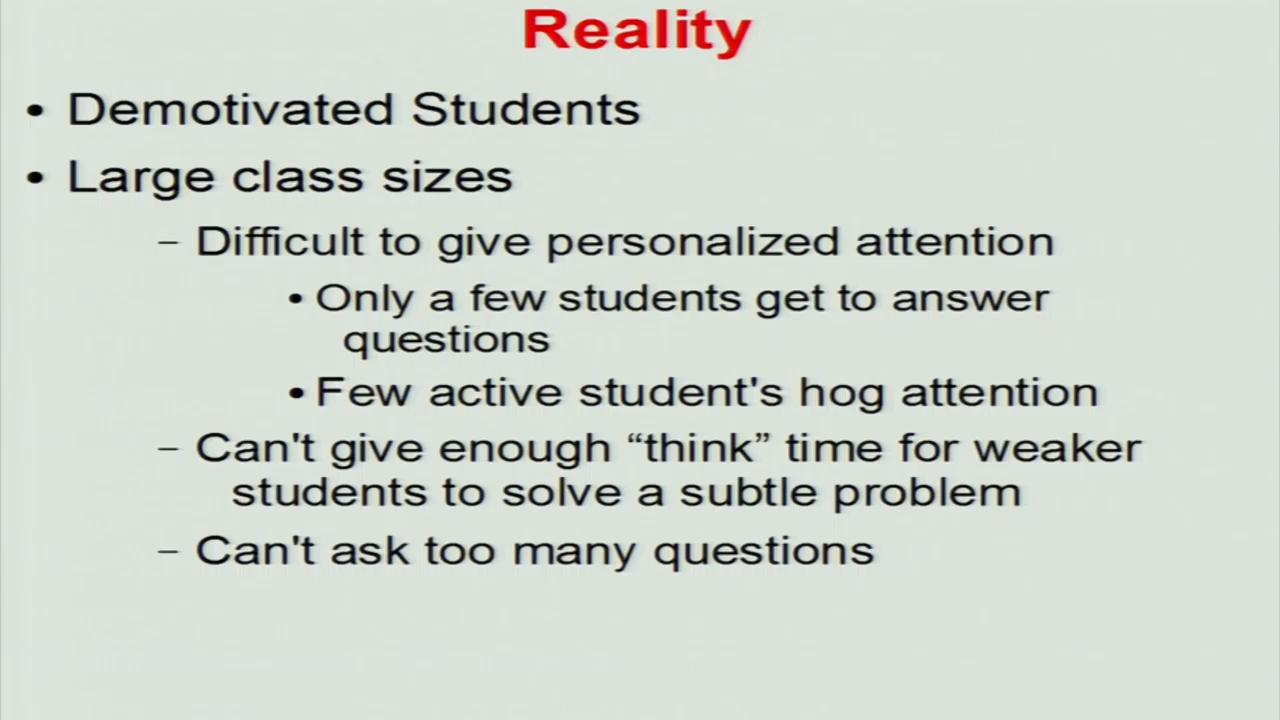 Reality
• Demotivated Students
• Large class sizes
– Difficult to give personalized attention
• Only a few students get to answer
questions
• Few active student's hog attention
– Can't give enough “think” time for weaker
students to solve a subtle problem
– Can't ask too many questions